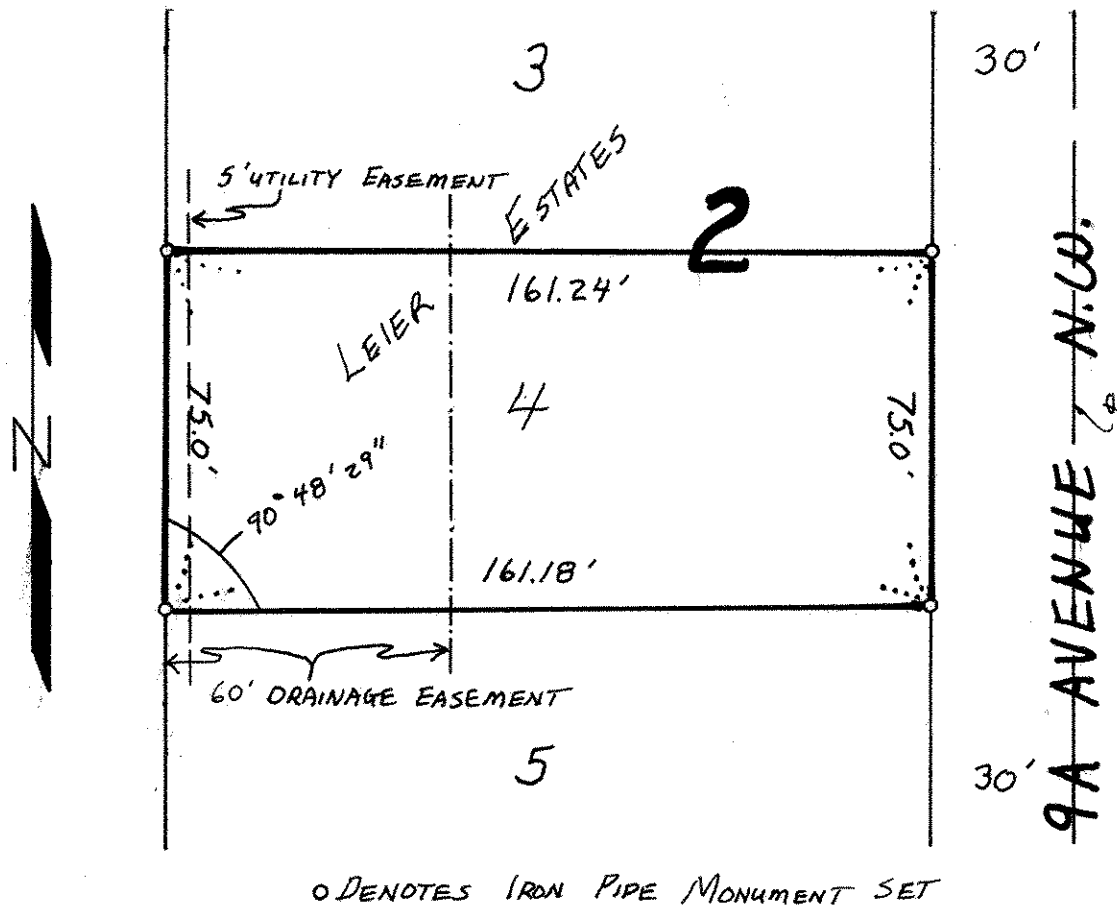 3
30'
5' UTILITY EASEMENT
ESTATES
2
161.24'
LEIER
4
75.0'
75.0'
90° 48' 29"
161.18'
60' DRAINAGE EASEMENT
5
30'
9A AVENUE N.W.
N
O DENOTES IRON PIPE MONUMENT SET